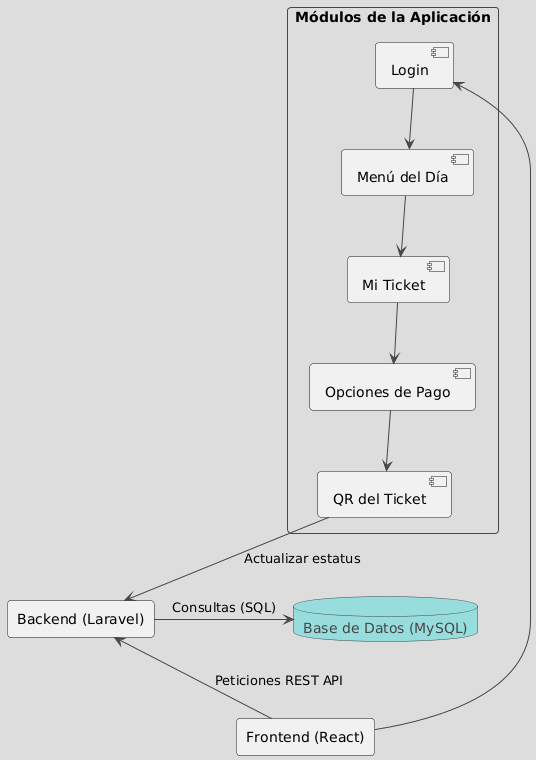 Módulos de la Aplicación
Login
Menú del Día
Mi Ticket
Opciones de Pago
QR del Ticket
Actualizar estatus
Backend (Laravel)
Consultas (SQL)
Base de Datos (MySQL)
Peticiones REST API
Frontend (React)